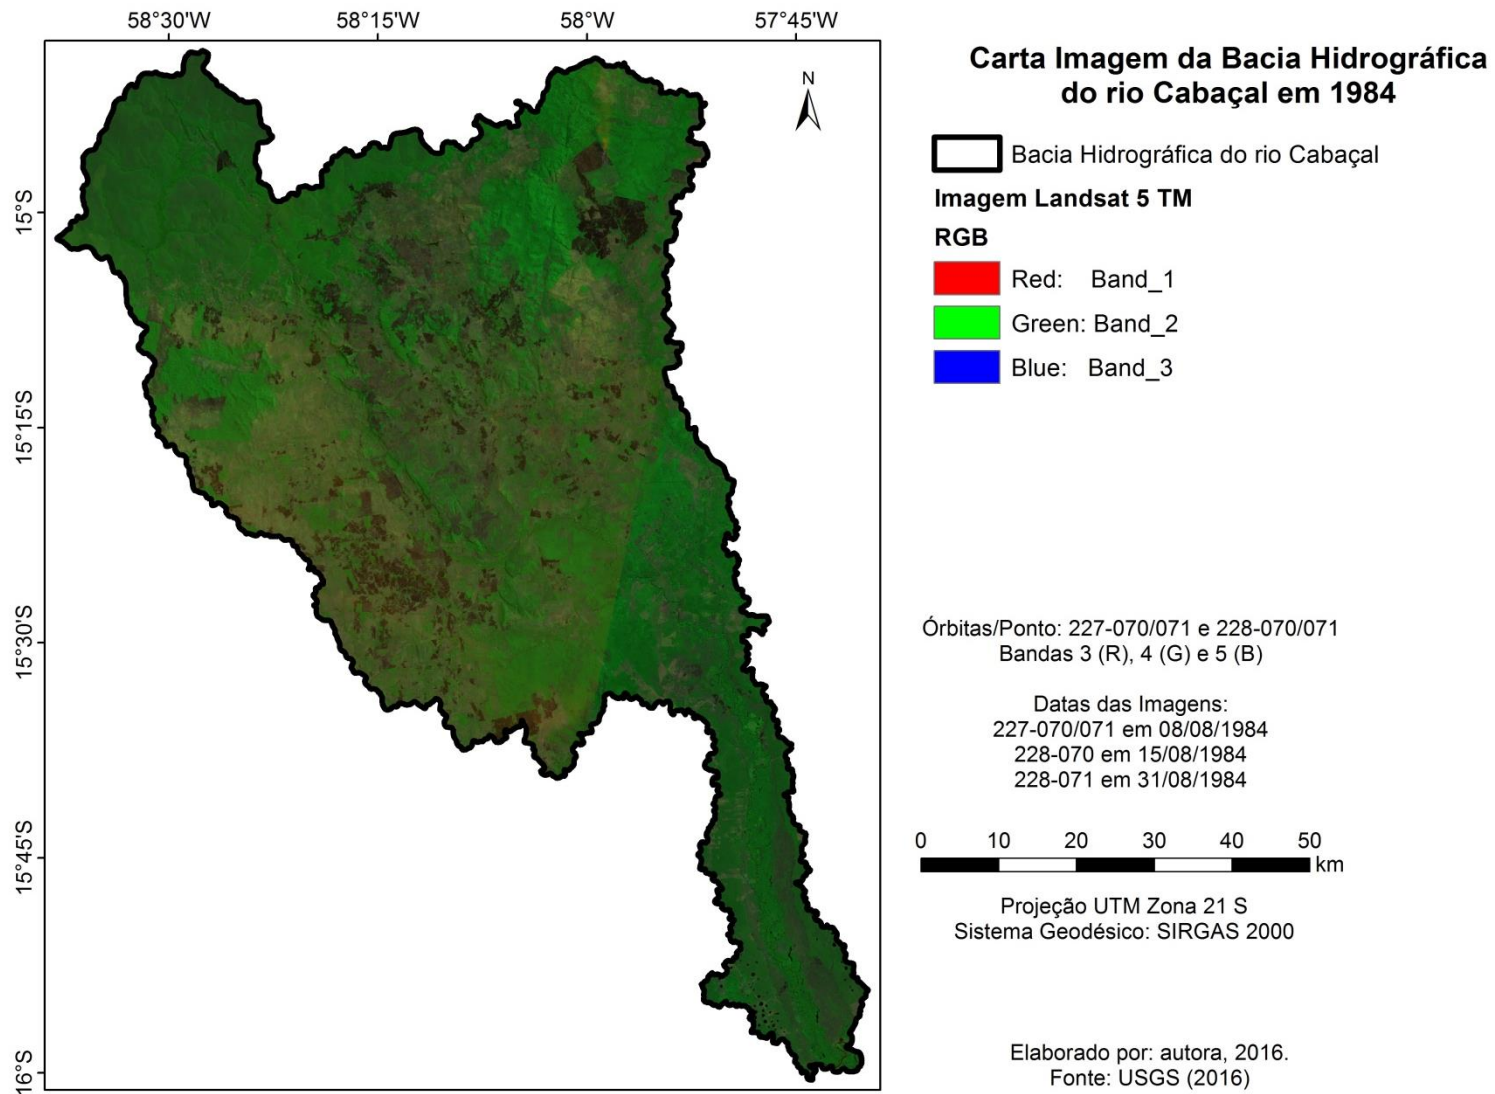 58°30'W 58°15'W 58°W 57°45'W
15°S
15°15'S
15°30'S
15°45'S
16°S
N
Carta Imagem da Bacia Hidrográfica
do rio Cabaçal em 1984
Bacia Hidrográfica do rio Cabaçal
Imagem Landsat 5 TM
RGB
Red: Band_1
Green: Band_2
Blue: Band_3
Órbitas/Ponto: 227-070/071 e 228-070/071
Bandas 3 (R), 4 (G) e 5 (B)
Datas das Imagens:
227-070/071 em 08/08/1984
228-070 em 15/08/1984
228-071 em 31/08/1984
0 10 20 30 40 50
km
Projeção UTM Zona 21 S
Sistema Geodésico: SIRGAS 2000
Elaborado por: autora, 2016.
Fonte: USGS (2016)